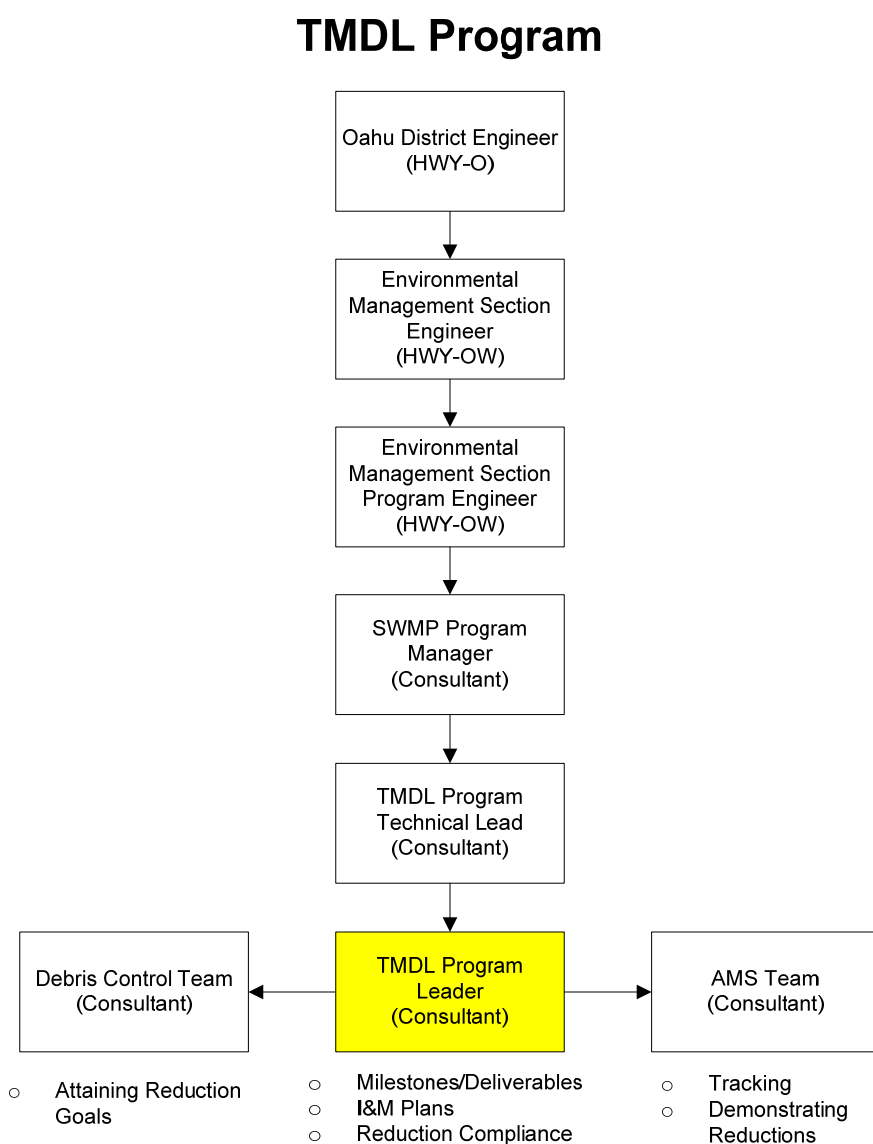 TMDL Program
Oahu District Engineer
(HWY-O)
Environmental
Management Section
Engineer
(HWY-OW)
Environmental
Management Section
Program Engineer
(HWY-OW)
SWMP Program
Manager
(Consultant)
TMDL Program
Technical Lead
(Consultant)
Debris Control Team
(Consultant)
TMDL Program
Leader
(Consultant)
AMS Team
(Consultant)
○ Attaining Reduction
Goals
○ Milestones/Deliverables
○ I&M Plans
○ Reduction Compliance
○ Tracking
○ Demonstrating
Reductions